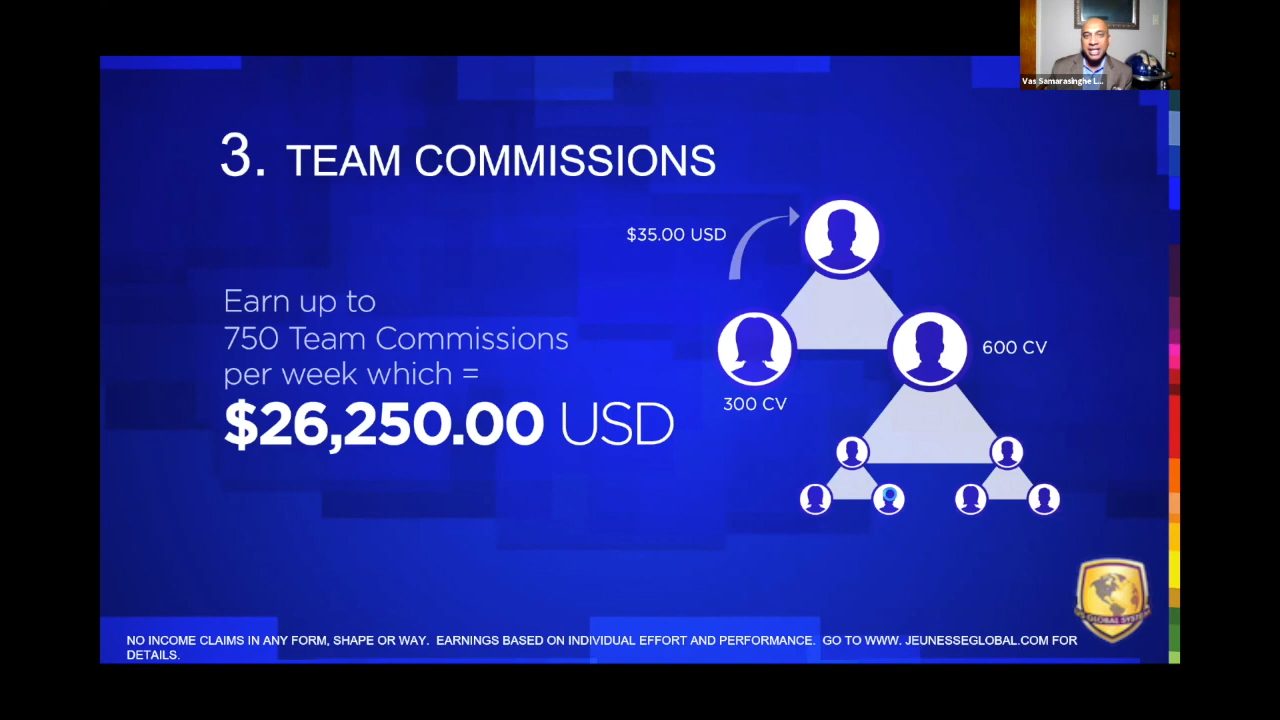 Vas Samarasinghe L...
3. TEAM COMMISSIONS
$35.00 USD
Earn up to
750 Team Commissions
per week which =
$26,250.00 USD
600 CV
300 CV
NO INCOME CLAIMS IN ANY FORM, SHAPE OR WAY. EARNINGS BASED ON INDIVIDUAL EFFORT AND PERFORMANCE. GO TO WWW. JEUNESSEGLOBAL.COM FOR
DETAILS.
GLOBAL SYSTEM